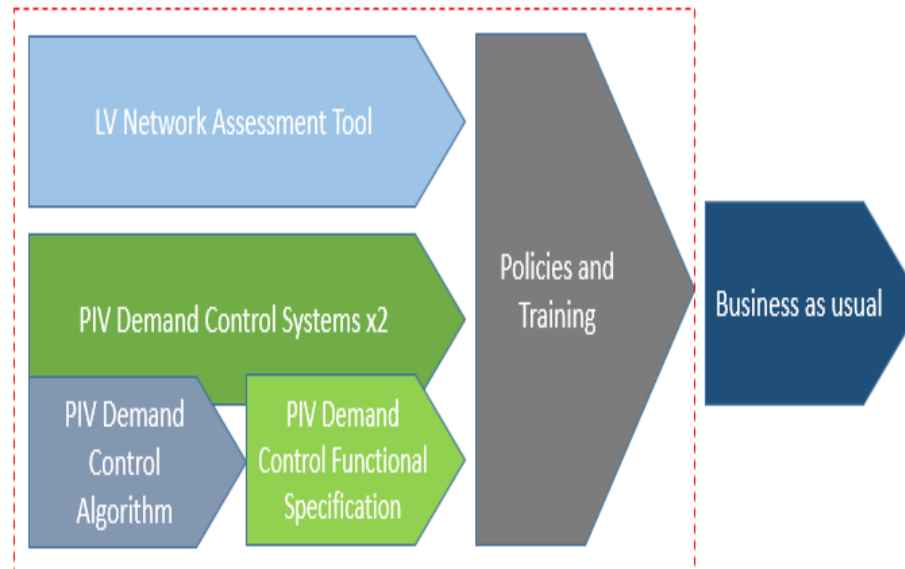 LV Network Assessment Tool
PIV Demand Control Systems x2
PIV Demand
Control
Algorithm
PIV Demand
Control Functional
Specification
Policies and
Training
Business as usual